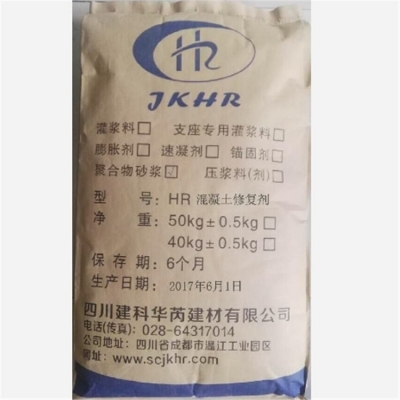 HR
JKHR
灌浆料□ 支座专用灌浆料□
膨胀剂□ 速凝剂□ 锚固剂□
聚合物砂浆☑ 压浆料(剂)□
型 号:HR 混凝土修复剂
净 重:50kg±0.5kg□
40kg±0.5kg□
保 存 期:6个月
生产日期:2017年6月1日
四川建科华芮建材有限公司
电话(传真):028-64317014
公司地址:四川省成都市温江工业园区
网址:www.scjkhr.com